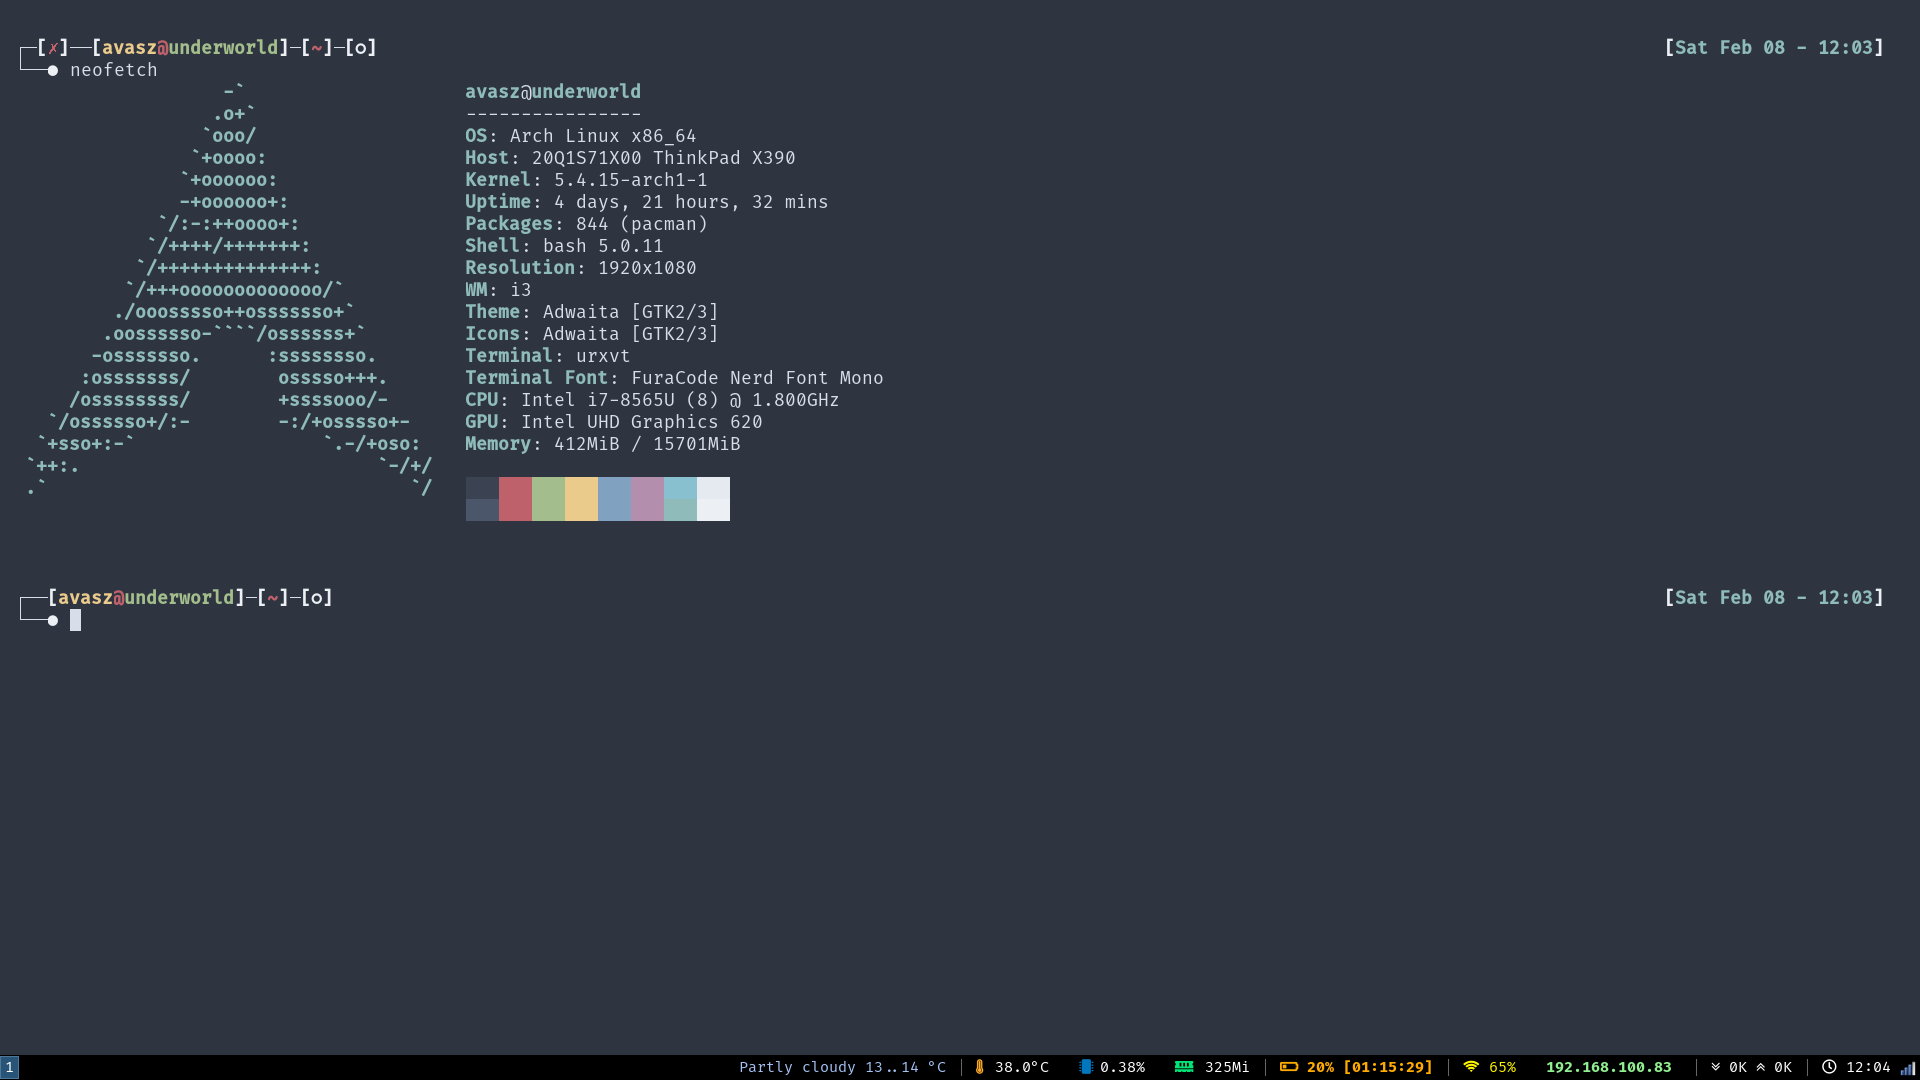 ┌─[✗]──[avasz@underworld]─[~]─[o] [Sat Feb 08 - 12:03]
└──● neofetch
-` avasz@underworld
.o+` ----------------
`ooo/ OS: Arch Linux x86_64
`+oooo: Host: 20Q1S71X00 ThinkPad X390
`+oooooo: Kernel: 5.4.15-arch1-1
-+oooooo+: Uptime: 4 days, 21 hours, 32 mins
`/:-:++oooo+: Packages: 844 (pacman)
`/++++/+++++++: Shell: bash 5.0.11
`/++++++++++++++: Resolution: 1920x1080
`/+++ooooooooooooo/` WM: i3
./ooosssso++osssssso+` Theme: Adwaita [GTK2/3]
.oossssso-````/ossssss+` Icons: Adwaita [GTK2/3]
-osssssso. :ssssssso. Terminal: urxvt
:osssssss/ osssso+++. Terminal Font: FuraCode Nerd Font Mono
/ossssssss/ +ssssooo/- CPU: Intel i7-8565U (8) @ 1.800GHz
`/ossssso+/:- -:/+osssso+- GPU: Intel UHD Graphics 620
`+sso+:-` `.-/+oso: Memory: 412MiB / 15701MiB
`++:. `-/+/
.` `/
┌──[avasz@underworld]─[~]─[o] [Sat Feb 08 - 12:03]
└──●
1 Partly cloudy 13..14 °C | 38.0°C 0.38% 325Mi | 20% [01:15:29] | 65% 192.168.100.83 | 0K 0K | 12:04